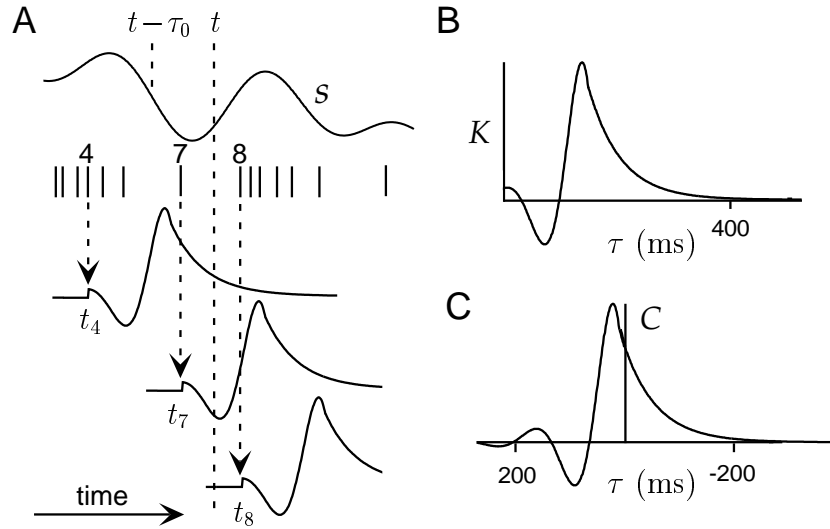 A
t − τ₀ t
s
4 7 8
t₄
t₇
t₈
time
B
K
400
τ (ms)
C
C
200 -200
τ (ms)